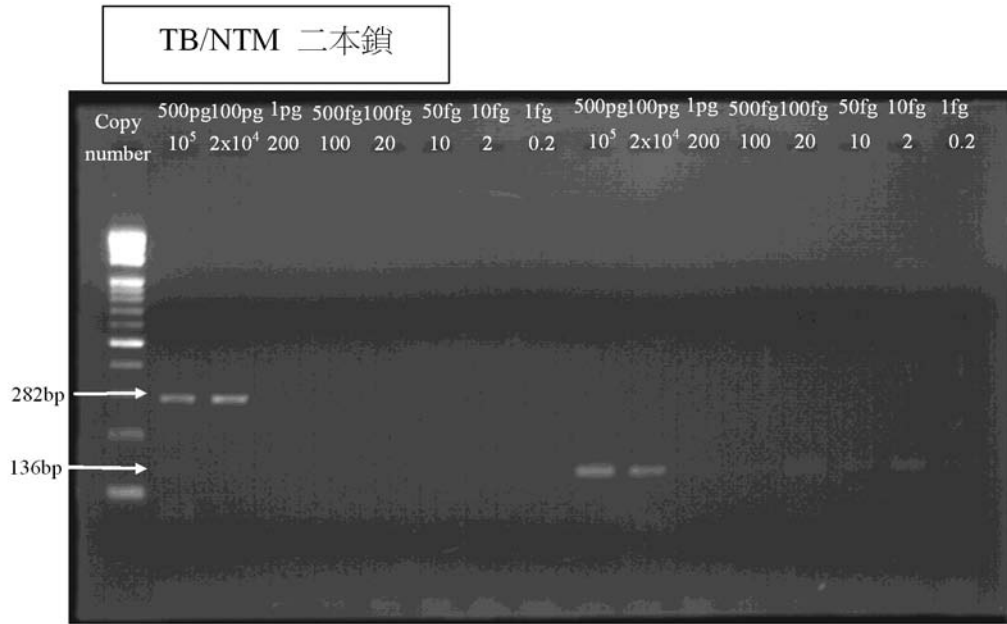 TB/NTM 二本鎖
Copy number
500pg 100pg 1pg 500fg 100fg 50fg 10fg 1fg 500pg 100pg 1pg 500fg 100fg 50fg 10fg 1fg
10⁵ 2x10⁴ 200 100 20 10 2 0.2 10⁵ 2x10⁴ 200 100 20 10 2 0.2
282bp
136bp